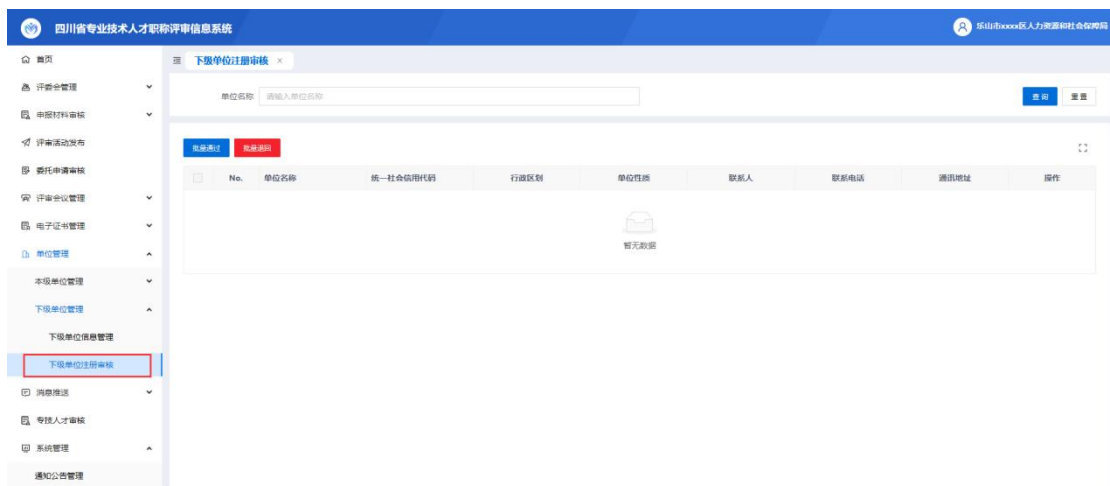 四川省专业技术人才职称评审信息系统
乐山市xxxx区人力资源和社会保障局
首页
评委会管理
申报材料审核
评审活动发布
委托申请审核
评审会议管理
电子证书管理
单位管理
本级单位管理
下级单位管理
下级单位信息管理
下级单位注册审核
消息推送
专技人才审核
系统管理
通知公告管理
下级单位注册审核 ×
单位名称 请输入单位名称
查询 重置
批量通过 批量退回
No. 单位名称 统一社会信用代码 行政区划 单位性质 联系人 联系电话 通讯地址 操作
暂无数据